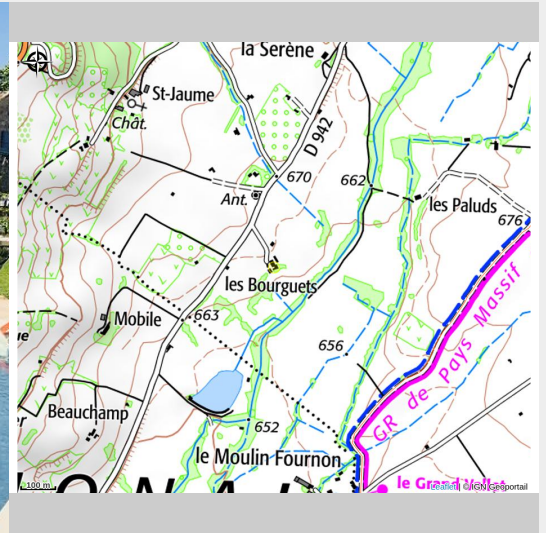 la Serène
St-Jaume
Chât.
D 942
670
662
Ant.
les Paluds
676
les Bourguets
Mobile
663
656
GR de Pays Massif
Beauchamp
652
le Moulin Fournon
100 m
le Grand Vallat
Leaflet | © IGN Geoportail